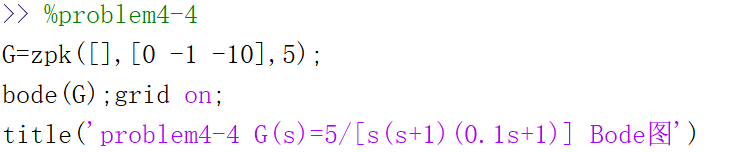 >> %problem4-4
G=zpk([],[0 -1 -10],5);
bode(G);grid on;
title('problem4-4 G(s)=5/[s(s+1)(0.1s+1)] Bode图')